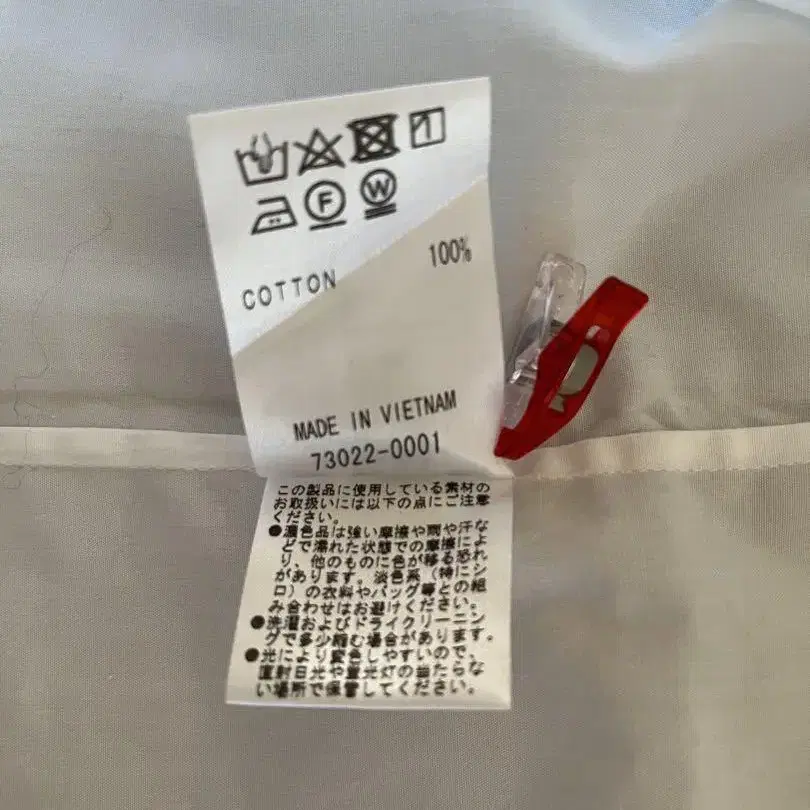 F W
COTTON 100%
MADE IN VIETNAM
73022-0001
この製品に使用している素材の
お取扱いには以下の点にご注意
ください。
●濃色品は強い摩擦や雨や汗な
どで濡れた状態での摩擦によ
り、他のものに色が移る恐れ
があります。淡色系（特にシ
ロ）の衣料やバッグ等との組
み合わせはお避けください。
●洗濯およびドライクリーニン
グで多少縮む場合があります。
●光により変色しやすいので、
直射日光や蛍光灯の当たらな
い場所で保管してください。